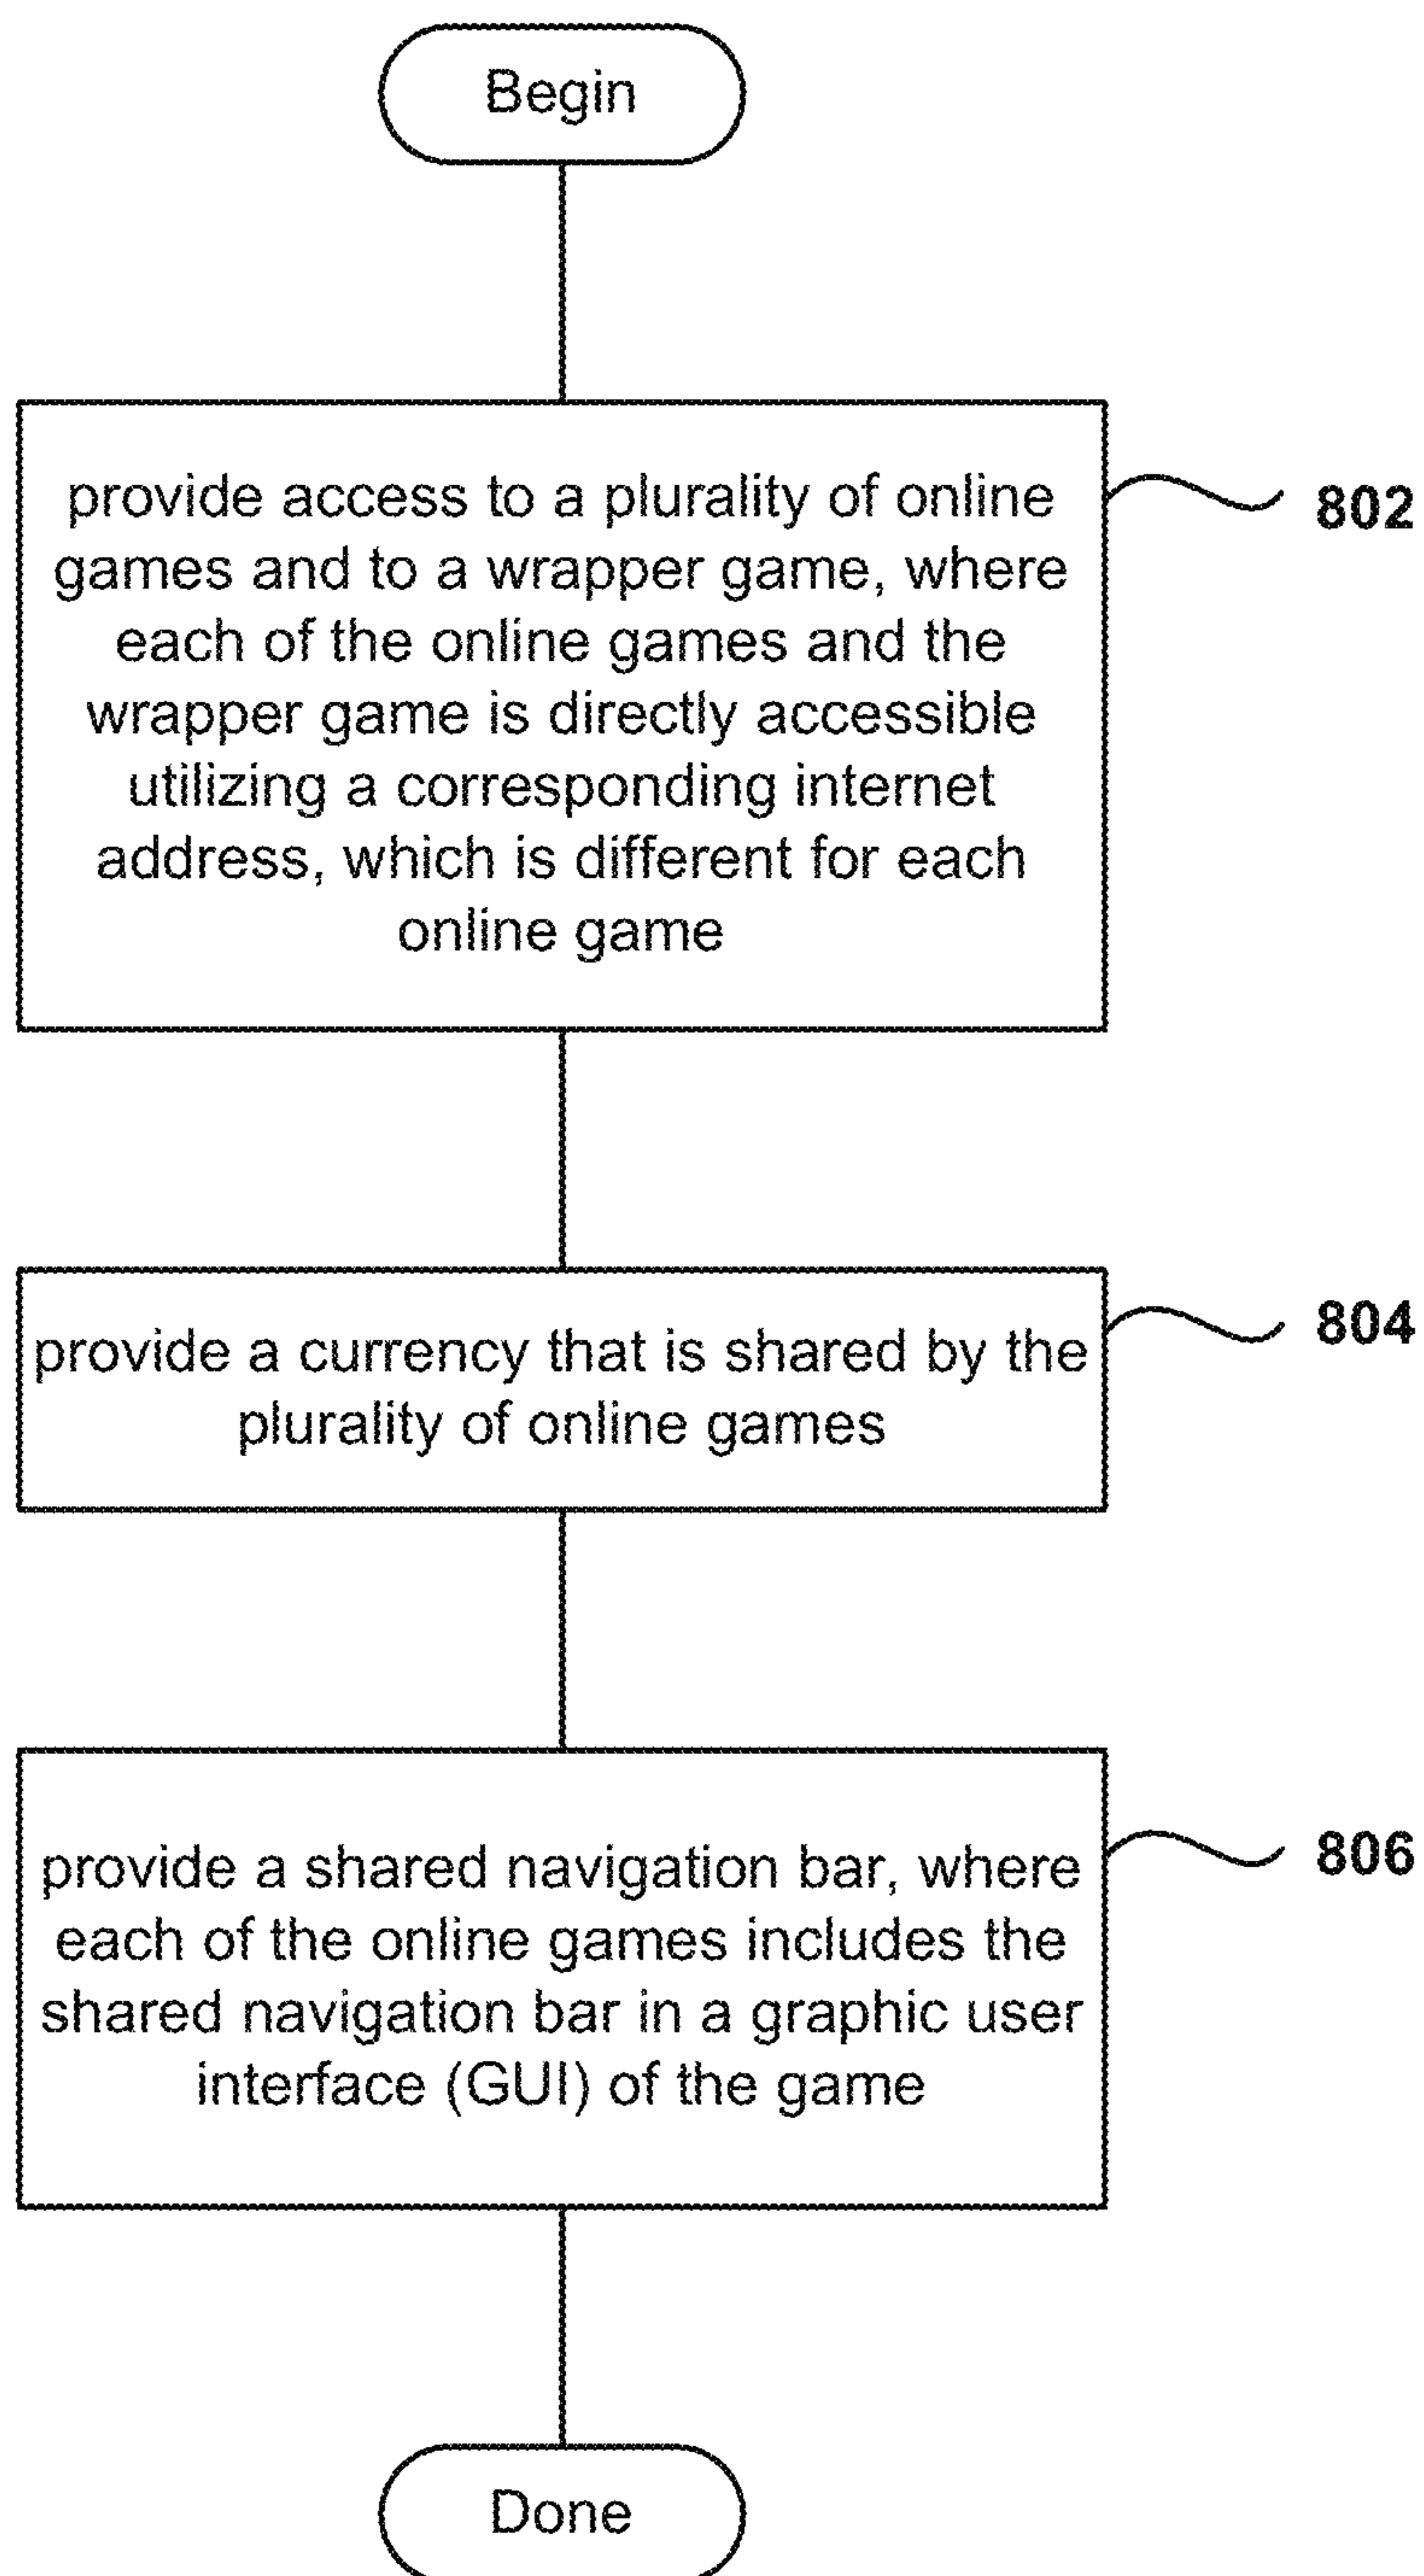 Begin
provide access to a plurality of online
games and to a wrapper game, where
each of the online games and the
wrapper game is directly accessible
utilizing a corresponding internet
address, which is different for each
online game
802
provide a currency that is shared by the
plurality of online games
804
provide a shared navigation bar, where
each of the online games includes the
shared navigation bar in a graphic user
interface (GUI) of the game
806
Done